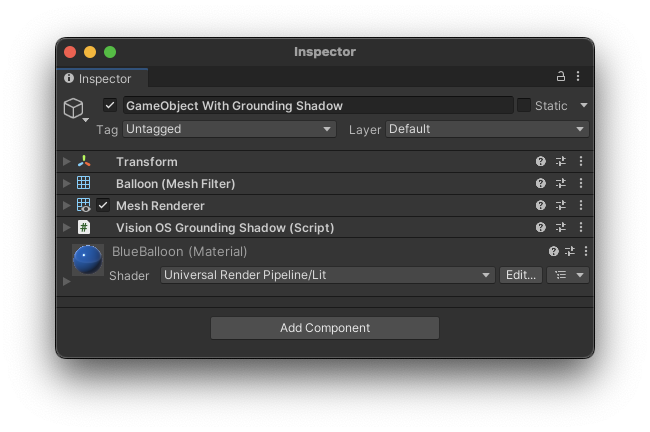 Inspector
Inspector
GameObject With Grounding Shadow Static
Tag Untagged Layer Default
Transform
Balloon (Mesh Filter)
Mesh Renderer
# Vision OS Grounding Shadow (Script)
BlueBalloon (Material)
Shader Universal Render Pipeline/Lit Edit...
Add Component